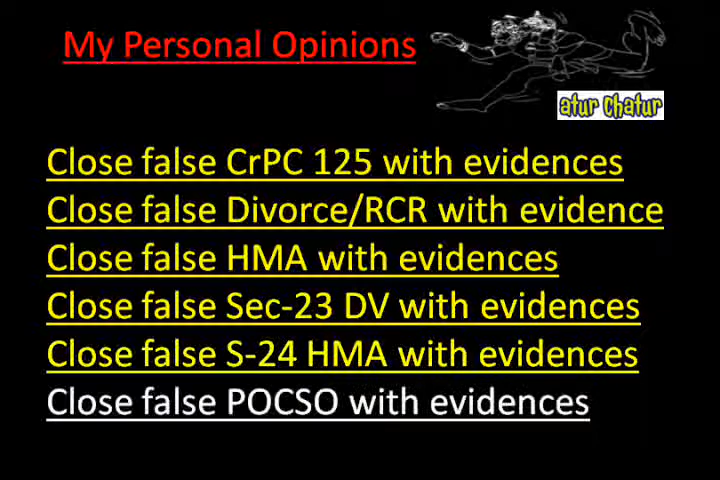 My Personal Opinions
atur chatur
Close false CrPC 125 with evidences
Close false Divorce/RCR with evidence
Close false HMA with evidences
Close false Sec-23 DV with evidences
Close false S-24 HMA with evidences
Close false POCSO with evidences